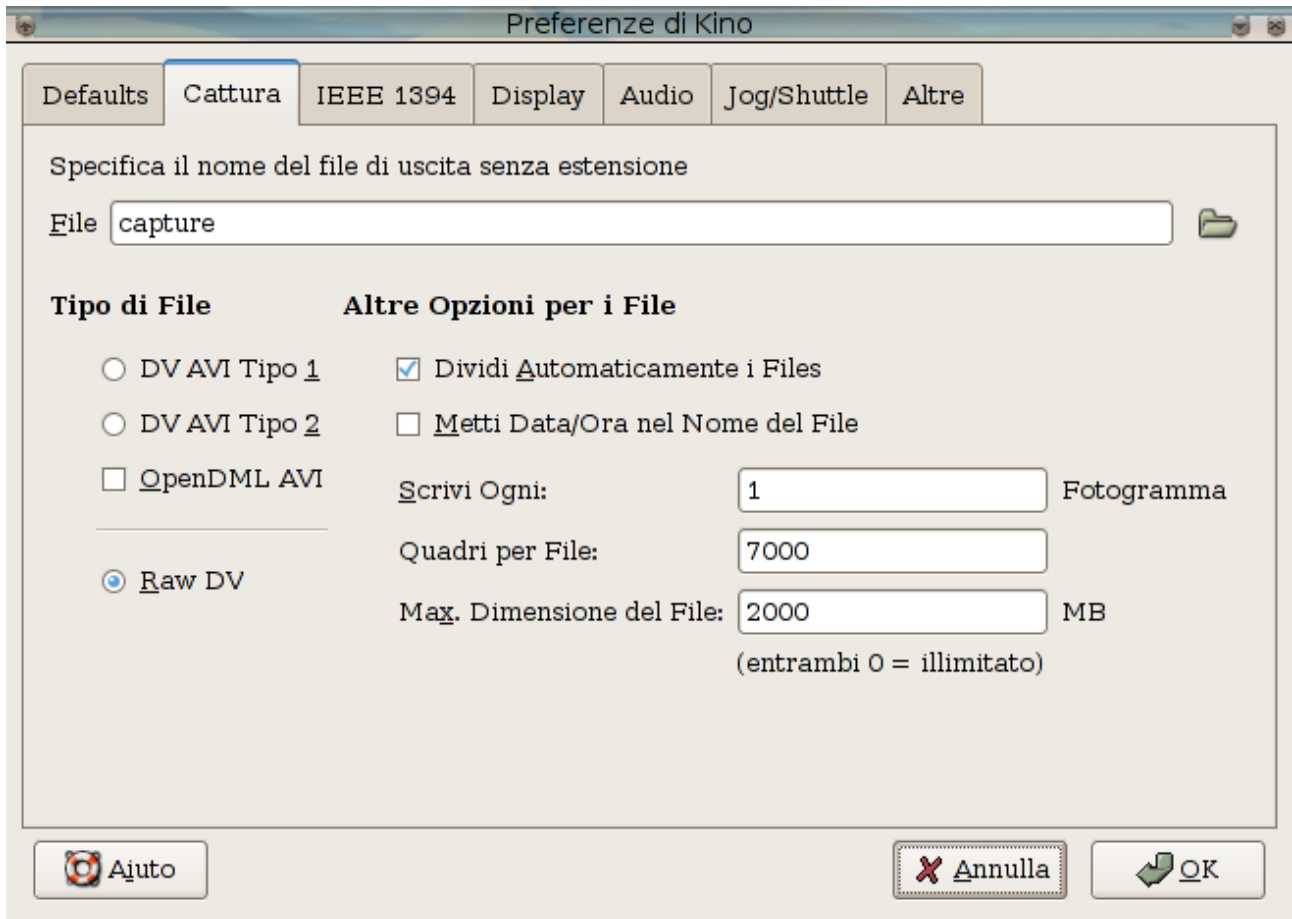 Preferenze di Kino
Defaults Cattura IEEE 1394 Display Audio Jog/Shuttle Altre
Specifica il nome del file di uscita senza estensione
File capture
Tipo di File Altre Opzioni per i File
DV AVI Tipo 1 Dividi Automaticamente i Files
DV AVI Tipo 2 Metti Data/Ora nel Nome del File
OpenDML AVI Scrivi Ogni: 1 Fotogramma
Quadri per File: 7000
Raw DV
Max. Dimensione del File: 2000 MB
(entrambi 0 = illimitato)
Aiuto Annulla OK